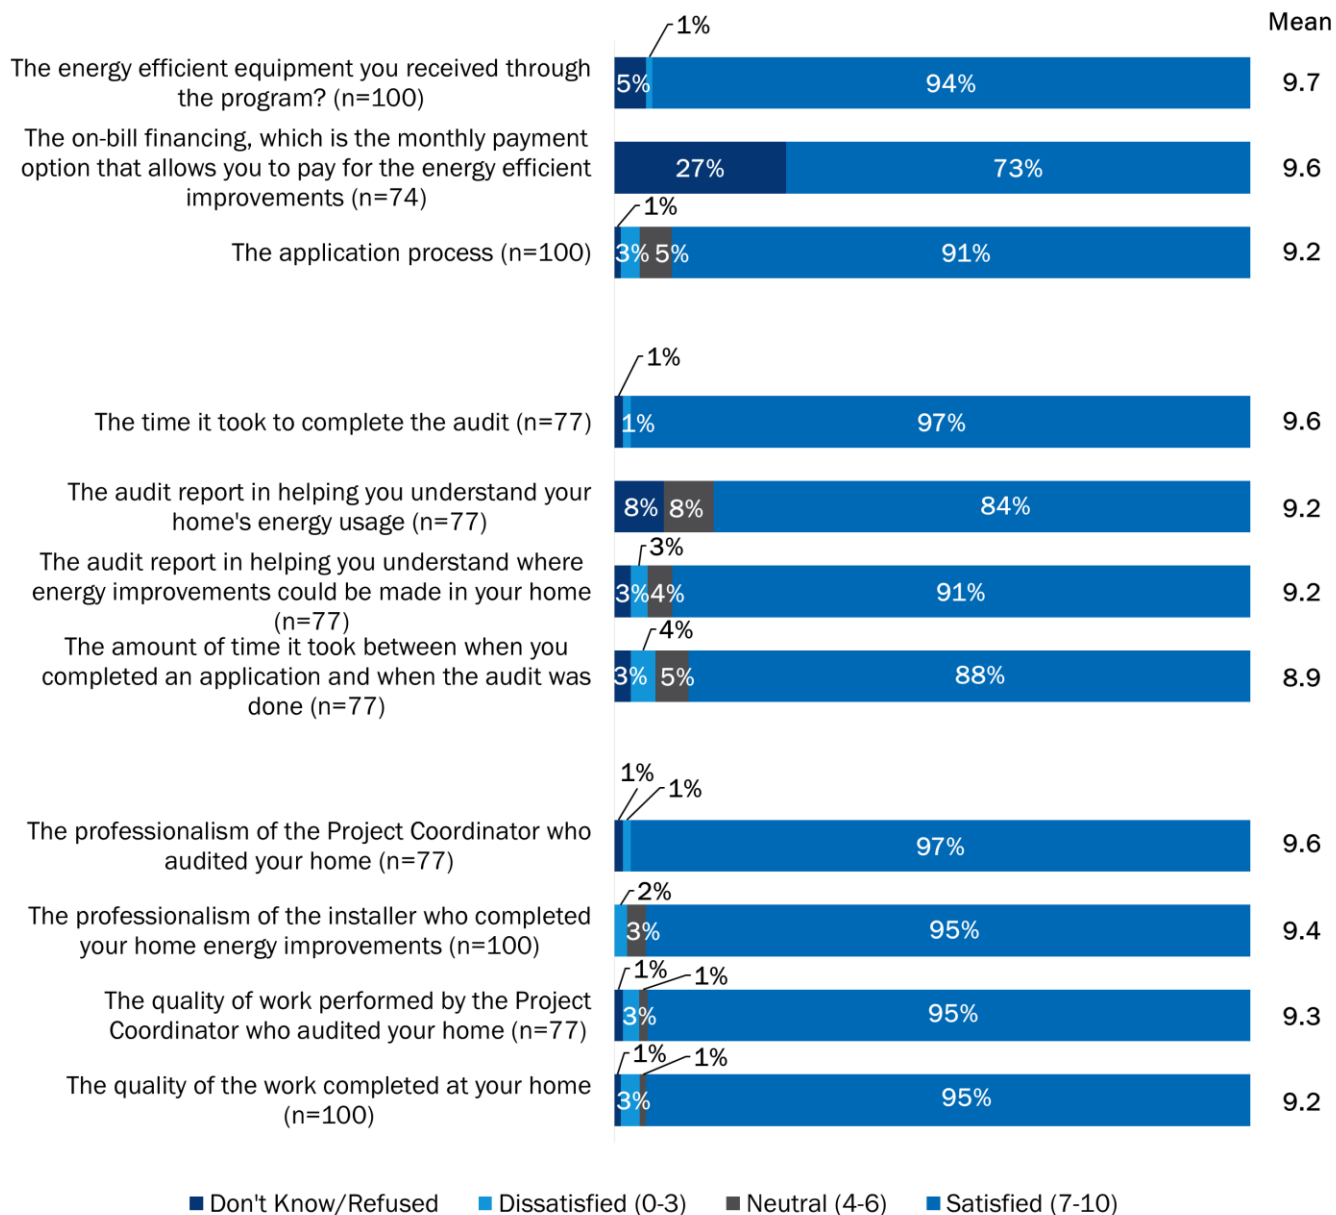 Mean
1%
The energy efficient equipment you received through
the program? (n=100)
5%
94%
9.7
The on-bill financing, which is the monthly payment
option that allows you to pay for the energy efficient
improvements (n=74)
27%
73%
9.6
1%
The application process (n=100)
3%
5%
91%
9.2
1%
The time it took to complete the audit (n=77)
1%
97%
9.6
The audit report in helping you understand your
home's energy usage (n=77)
8%
8%
84%
9.2
3%
The audit report in helping you understand where
energy improvements could be made in your home
(n=77)
3%
4%
91%
9.2
4%
The amount of time it took between when you
completed an application and when the audit was
done (n=77)
3%
5%
88%
8.9
1%
1%
The professionalism of the Project Coordinator who
audited your home (n=77)
97%
9.6
2%
The professionalism of the installer who completed
your home energy improvements (n=100)
3%
95%
9.4
1%
1%
The quality of work performed by the Project
Coordinator who audited your home (n=77)
3%
95%
9.3
1%
1%
The quality of the work completed at your home
(n=100)
3%
95%
9.2
Don't Know/Refused
Dissatisfied (0-3)
Neutral (4-6)
Satisfied (7-10)